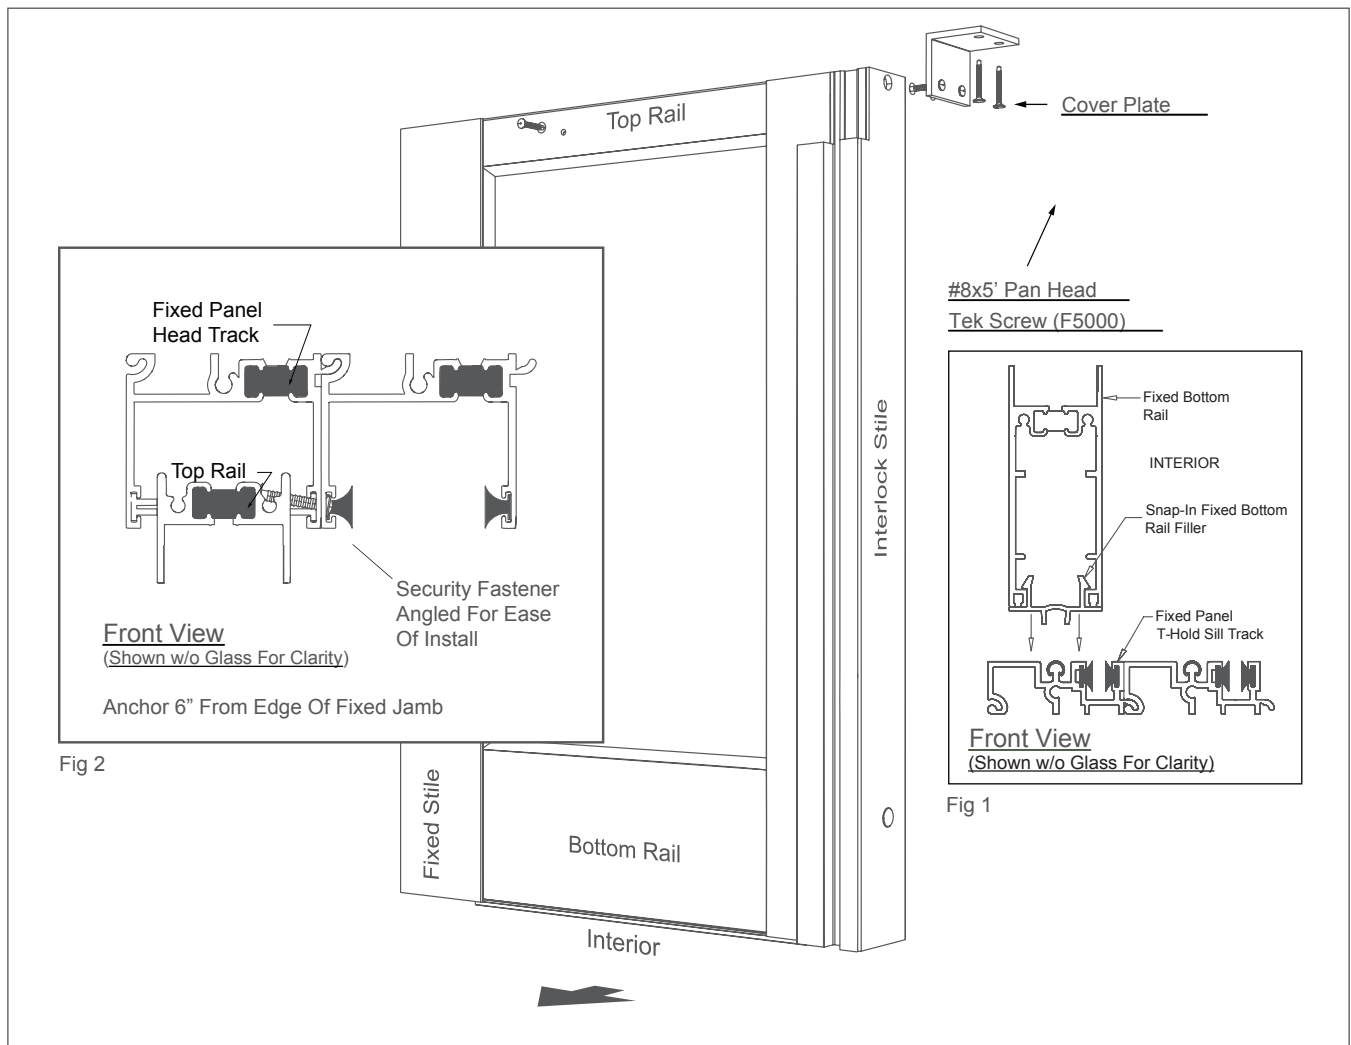 Top Rail
Cover Plate
#8x5’ Pan Head
Tek Screw (F5000)
Fixed Panel
Head Track
Top Rail
Security Fastener
Angled For Ease
Of Install
Front View
(Shown w/o Glass For Clarity)
Anchor 6” From Edge Of Fixed Jamb
Fig 2
Interlock Stile
Fixed Bottom
Rail
INTERIOR
Snap-In Fixed Bottom
Rail Filler
Fixed Panel
T-Hold Sill Track
Front View
(Shown w/o Glass For Clarity)
Fig 1
Fixed Stile
Bottom Rail
Interior